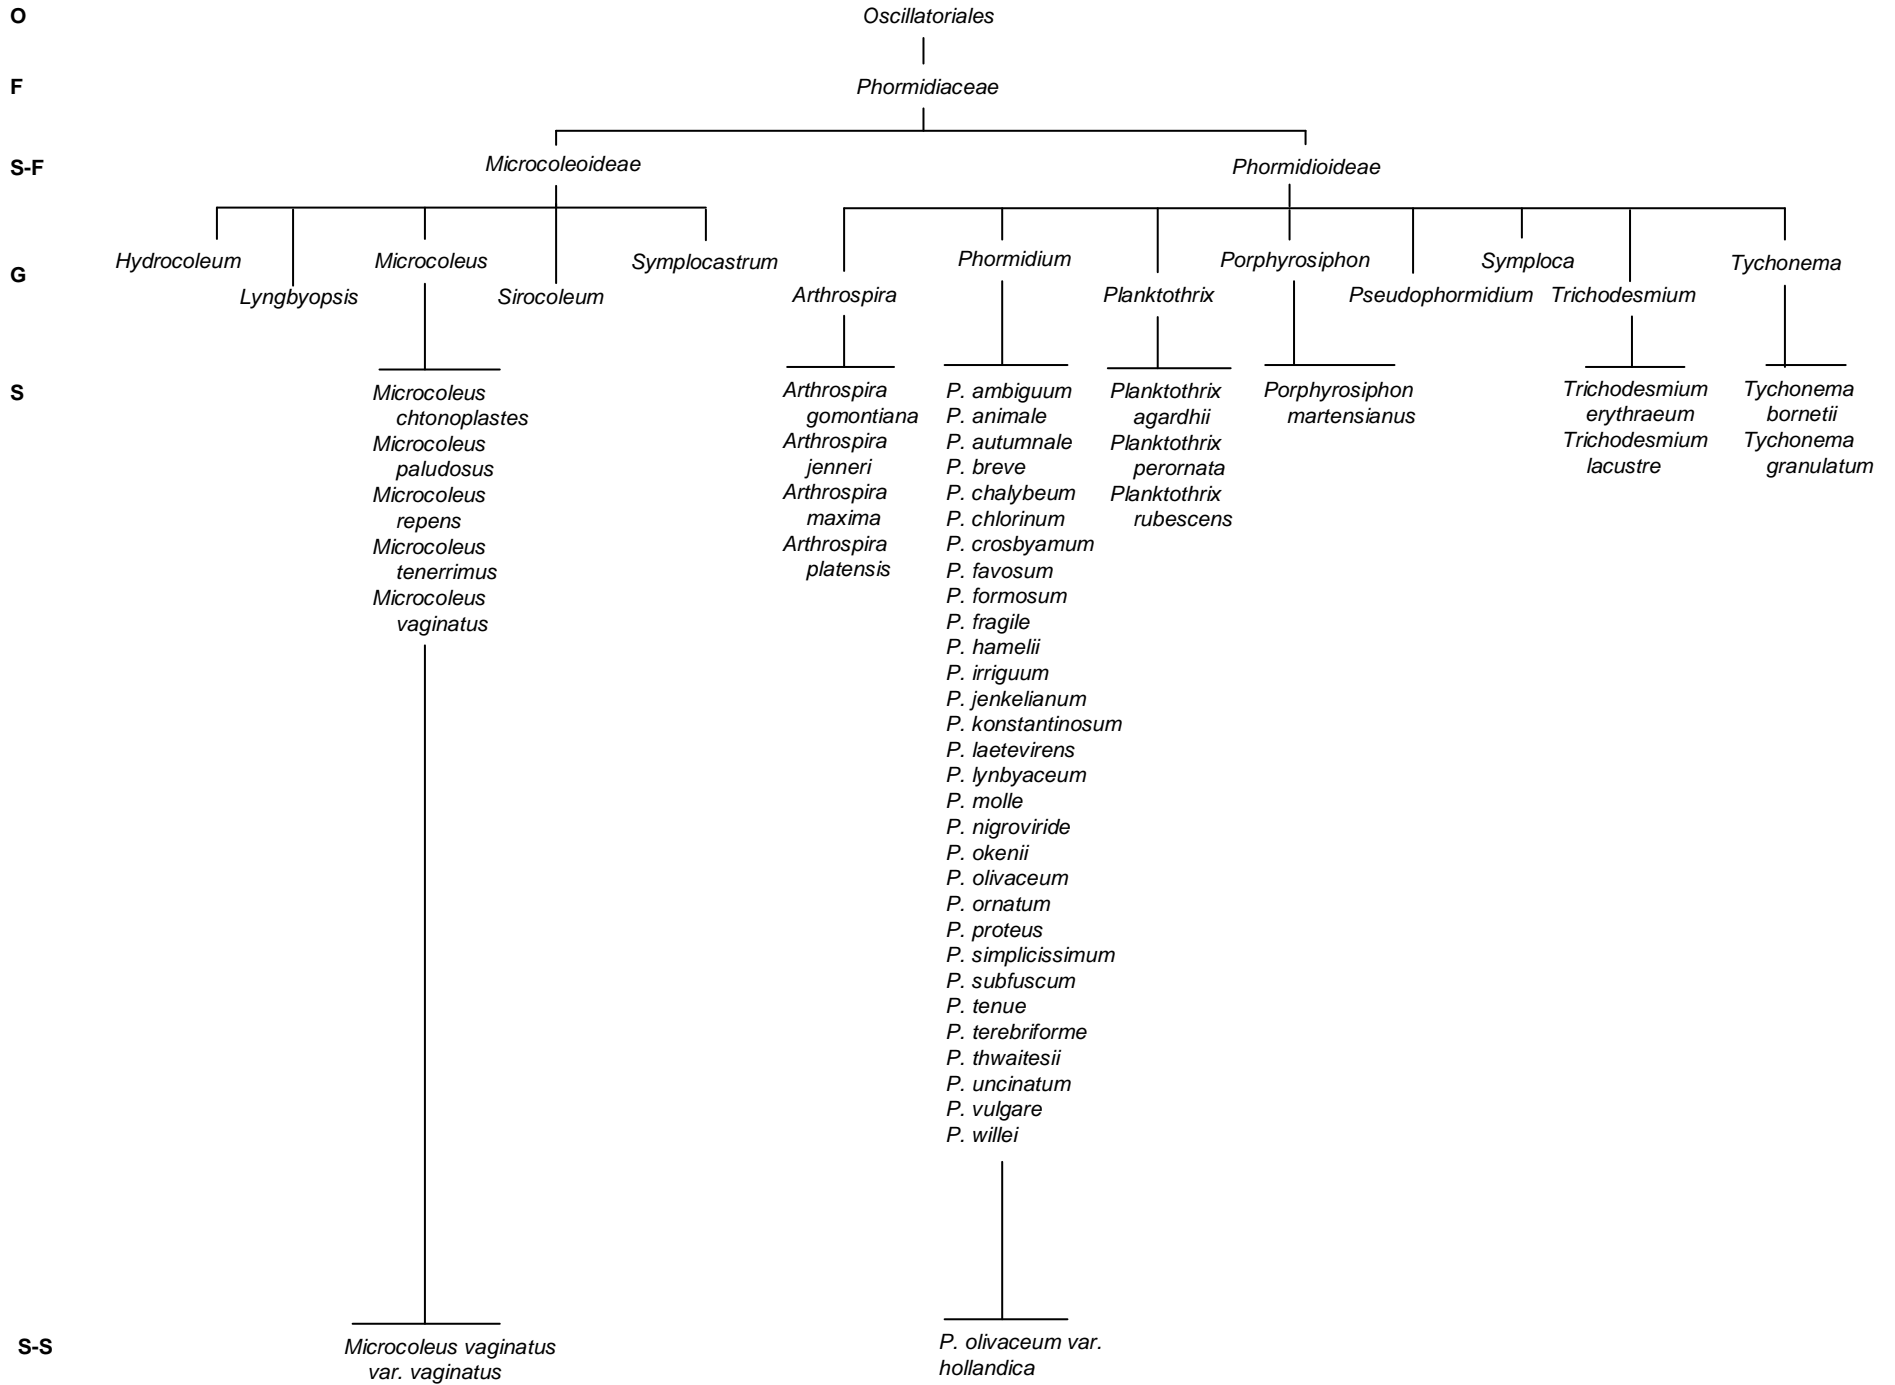 O
Oscillatoriales
F
Phormidiaceae
S-F
Microcoleoideae
Phormidioideae
G
Hydrocoleum
Lyngbyopsis
Microcoleus
Sirocoleum
Symplocastrum
Arthrospira
Phormidium
Planktothrix
Porphyrosiphon
Pseudophormidium
Symploca
Trichodesmium
Tychonema
S
Microcoleus
chtonoplastes
Microcoleus
paludosus
Microcoleus
repens
Microcoleus
tenerrimus
Microcoleus
vaginatus
Arthrospira
gomontiana
Arthrospira
jenneri
Arthrospira
maxima
Arthrospira
platensis
P. ambiguum
P. animale
P. autumnale
P. breve
P. chalybeum
P. chlorinum
P. crosbyamum
P. favosum
P. formosum
P. fragile
P. hamelii
P. irriguum
P. jenkelianum
P. konstantinosum
P. laetevirens
P. lynbyaceum
P. molle
P. nigroviride
P. okenii
P. olivaceum
P. ornatum
P. proteus
P. simplicissimum
P. subfuscum
P. tenue
P. terebriforme
P. thwaitesii
P. uncinatum
P. vulgare
P. willei
Planktothrix
agardhii
Planktothrix
perornata
Planktothrix
rubescens
Porphyrosiphon
martensianus
Trichodesmium
erythraeum
Trichodesmium
lacustre
Tychonema
bornetii
Tychonema
granulatum
S-S
Microcoleus vaginatus
var. vaginatus
P. olivaceum var.
hollandica